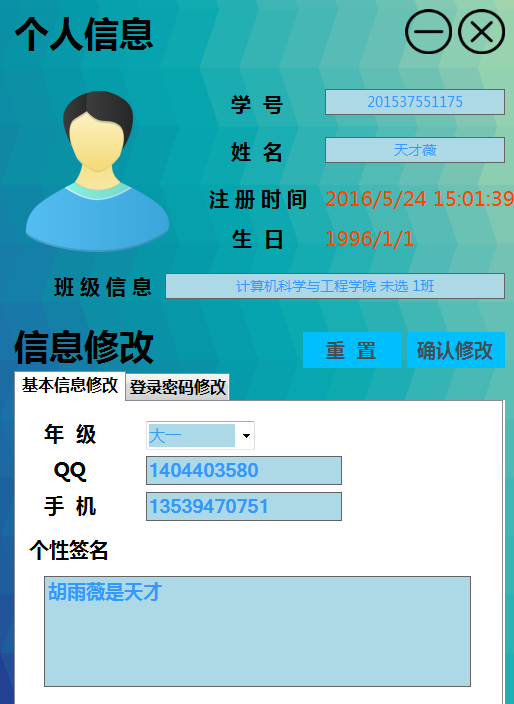 个人信息
学 号 201537551175
姓 名 天才薇
注册时间 2016/5/24 15:01:39
生 日 1996/1/1
班级信息 计算机科学与工程学院 未选 1班
信息修改 重 置 确认修改
基本信息修改 登录密码修改
年 级 大一
QQ 1404403580
手 机 13539470751
个性签名
胡雨薇是天才